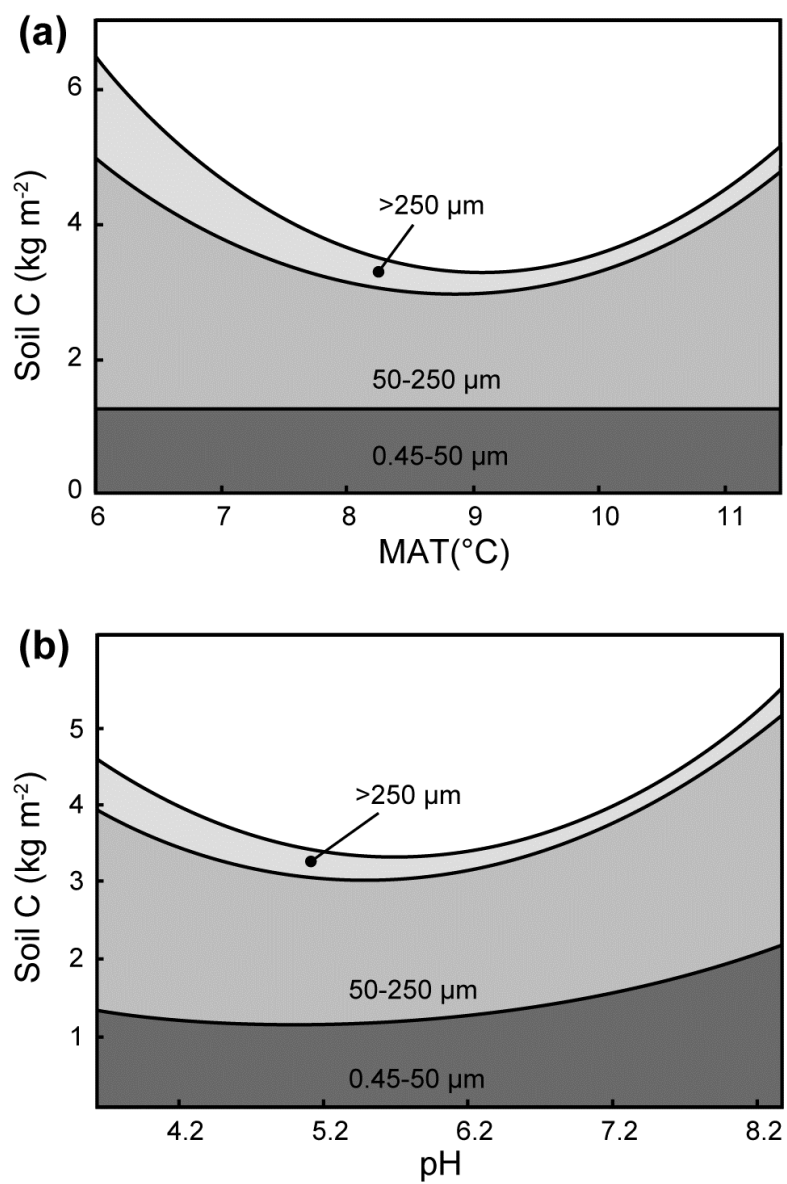 (a)
Soil C (kg m⁻²)
6
4
2
0
>250 µm
50-250 µm
0.45-50 µm
6 7 8 9 10 11
MAT(°C)
(b)
Soil C (kg m⁻²)
5
4
3
2
1
>250 µm
50-250 µm
0.45-50 µm
4.2 5.2 6.2 7.2 8.2
pH